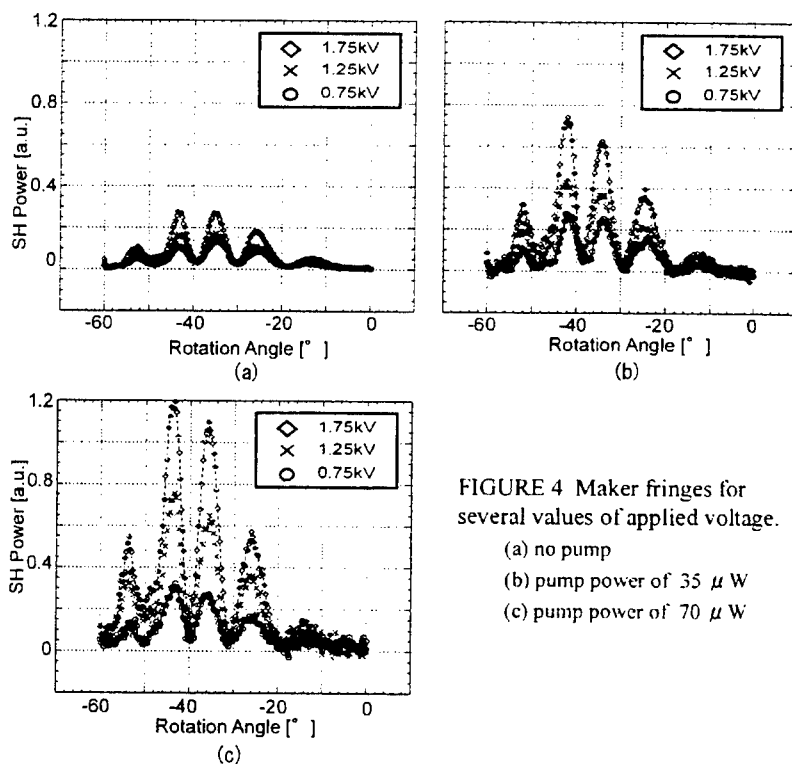 1.2
0.8
0.4
0
SH Power [a.u.]
1.75kV
1.25kV
0.75kV
-60 -40 -20 0
Rotation Angle [° ]
(a)
1.75kV
1.25kV
0.75kV
-60 -40 -20 0
Rotation Angle [° ]
(b)
1.2
0.8
0.4
0
SH Power [a.u.]
1.75kV
1.25kV
0.75kV
-60 -40 -20 0
Rotation Angle [° ]
(c)
FIGURE 4 Maker fringes for
several values of applied voltage.
(a) no pump
(b) pump power of 35 μ W
(c) pump power of 70 μ W